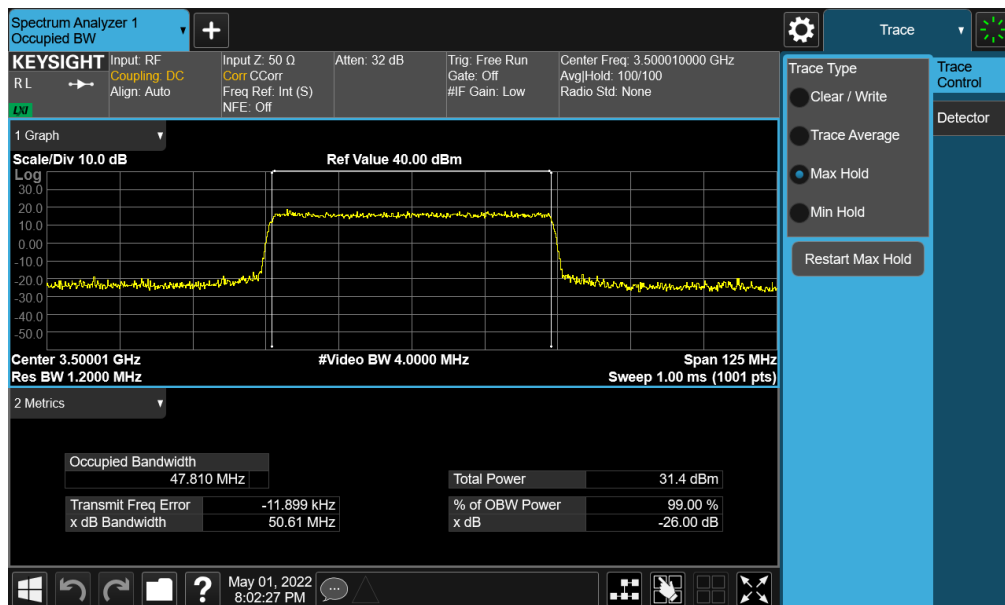 Spectrum Analyzer 1
Occupied BW
+
Trace
KEYSIGHT Input: RF Input Z: 50 Ω Atten: 32 dB Trig: Free Run Center Freq: 3.500010000 GHz
R L Coupling: DC Corr CCorr Gate: Off Avg|Hold: 100/100
Align: Auto Freq Ref: Int (S) #IF Gain: Low Radio Std: None
LXI NFE: Off
1 Graph
Scale/Div 10.0 dB Ref Value 40.00 dBm
Log
30.0
20.0
10.0
0.00
-10.0
-20.0
-30.0
-40.0
-50.0
Center 3.50001 GHz #Video BW 4.0000 MHz Span 125 MHz
Res BW 1.2000 MHz Sweep 1.00 ms (1001 pts)
2 Metrics
Occupied Bandwidth
47.810 MHz Total Power 31.4 dBm
Transmit Freq Error -11.899 kHz % of OBW Power 99.00 %
x dB Bandwidth 50.61 MHz x dB -26.00 dB
Trace Type
Clear / Write
Trace Average
Max Hold
Min Hold
Restart Max Hold
Trace
Control
Detector
? May 01, 2022
8:02:27 PM